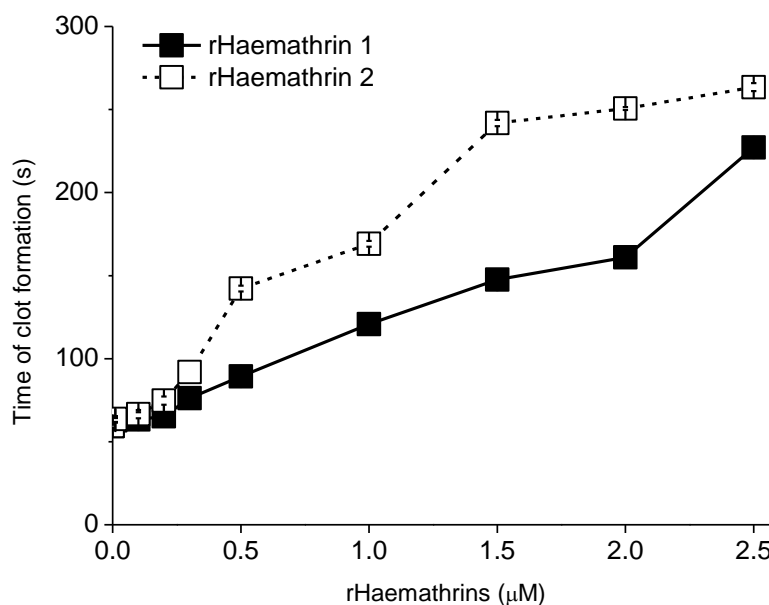 300
rHaemathrin 1
rHaemathrin 2
200
100
0
Time of clot formation (s)
0.0 0.5 1.0 1.5 2.0 2.5
rHaemathrins (μM)